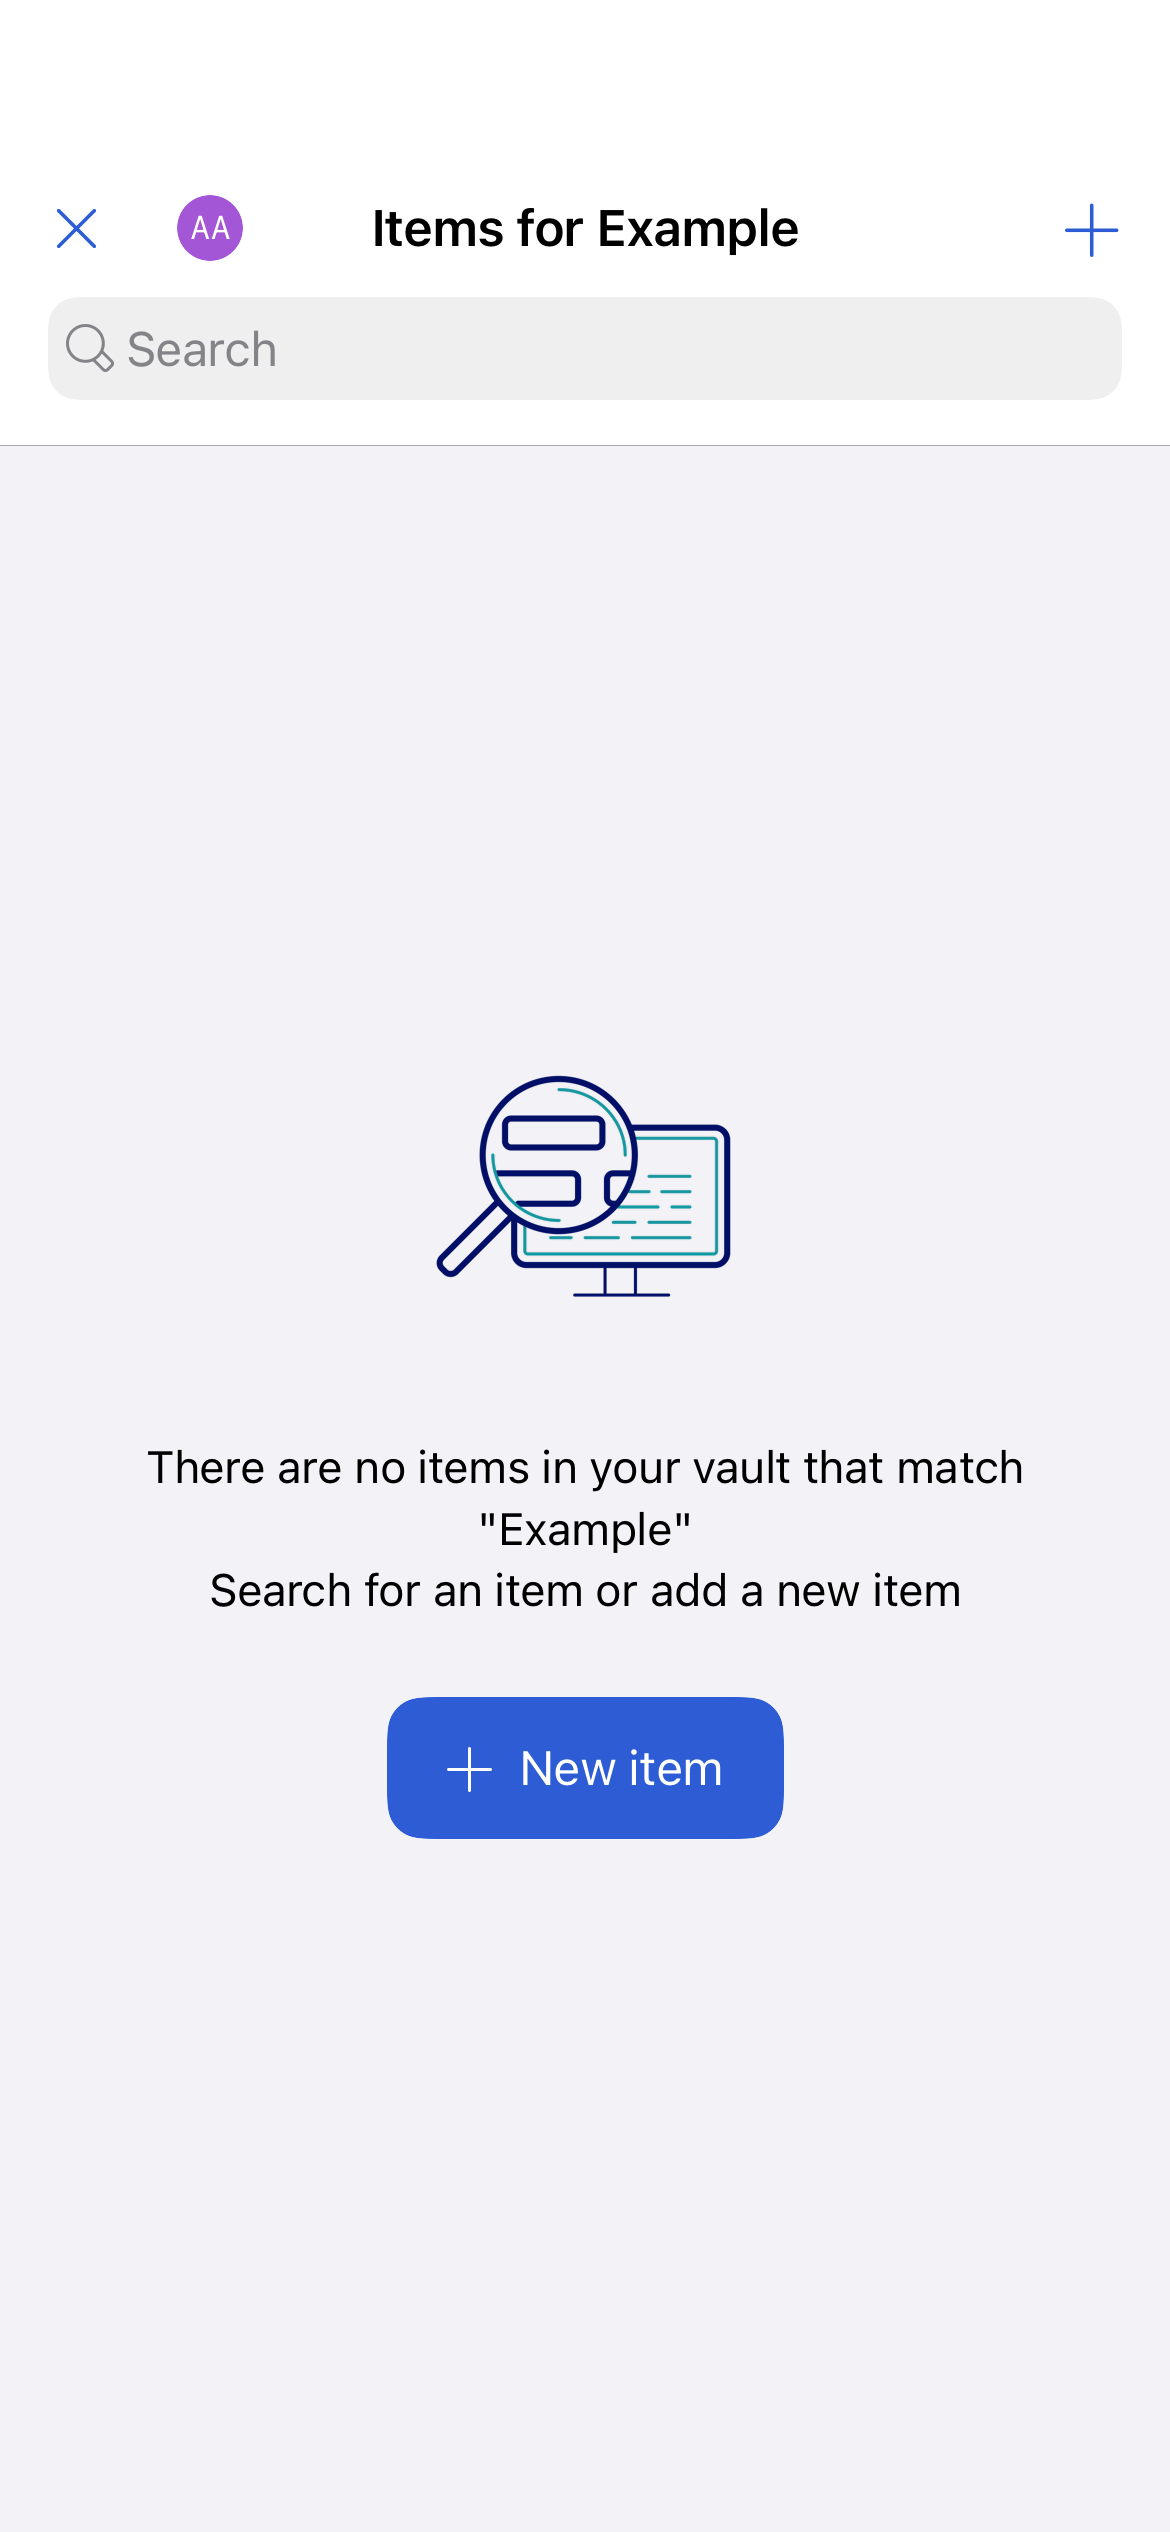 AA
Items for Example
Search
There are no items in your vault that match
"Example"
Search for an item or add a new item
New item